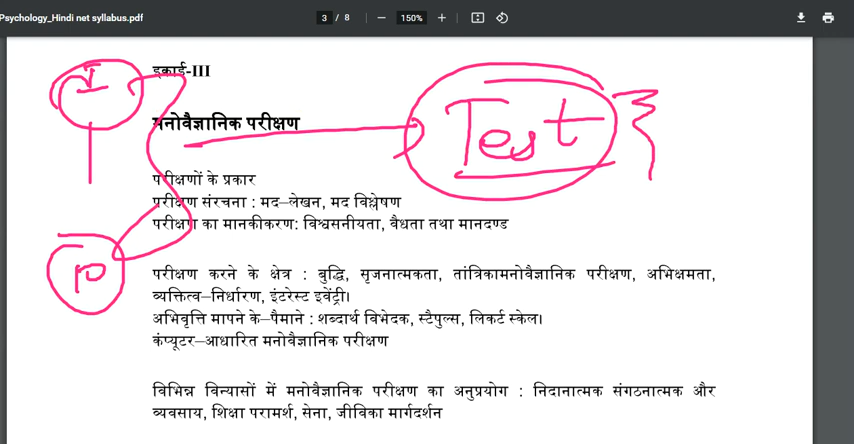 Psychology_Hindi net syllabus.pdf
3 / 8
150%
इकाई-III
मनोवैज्ञानिक परीक्षण
Test
परीक्षणों के प्रकार
परीक्षण संरचना : मद–लेखन, मद विश्लेषण
परीक्षण का मानकीकरण: विश्वसनीयता, वैधता तथा मानदण्ड
परीक्षण करने के क्षेत्र : बुद्धि, सृजनात्मकता, तांत्रिकामनोवैज्ञानिक परीक्षण, अभिक्षमता,
व्यक्तित्व–निर्धारण, इंटरेस्ट इवेंट्री।
अभिवृत्ति मापने के–पैमाने : शब्दार्थ विभेदक, स्टैपुल्स, लिकर्ट स्केल।
कंप्यूटर–आधारित मनोवैज्ञानिक परीक्षण
विभिन्न विन्यासों में मनोवैज्ञानिक परीक्षण का अनुप्रयोग : निदानात्मक संगठनात्मक और
व्यवसाय, शिक्षा परामर्श, सेना, जीविका मार्गदर्शन